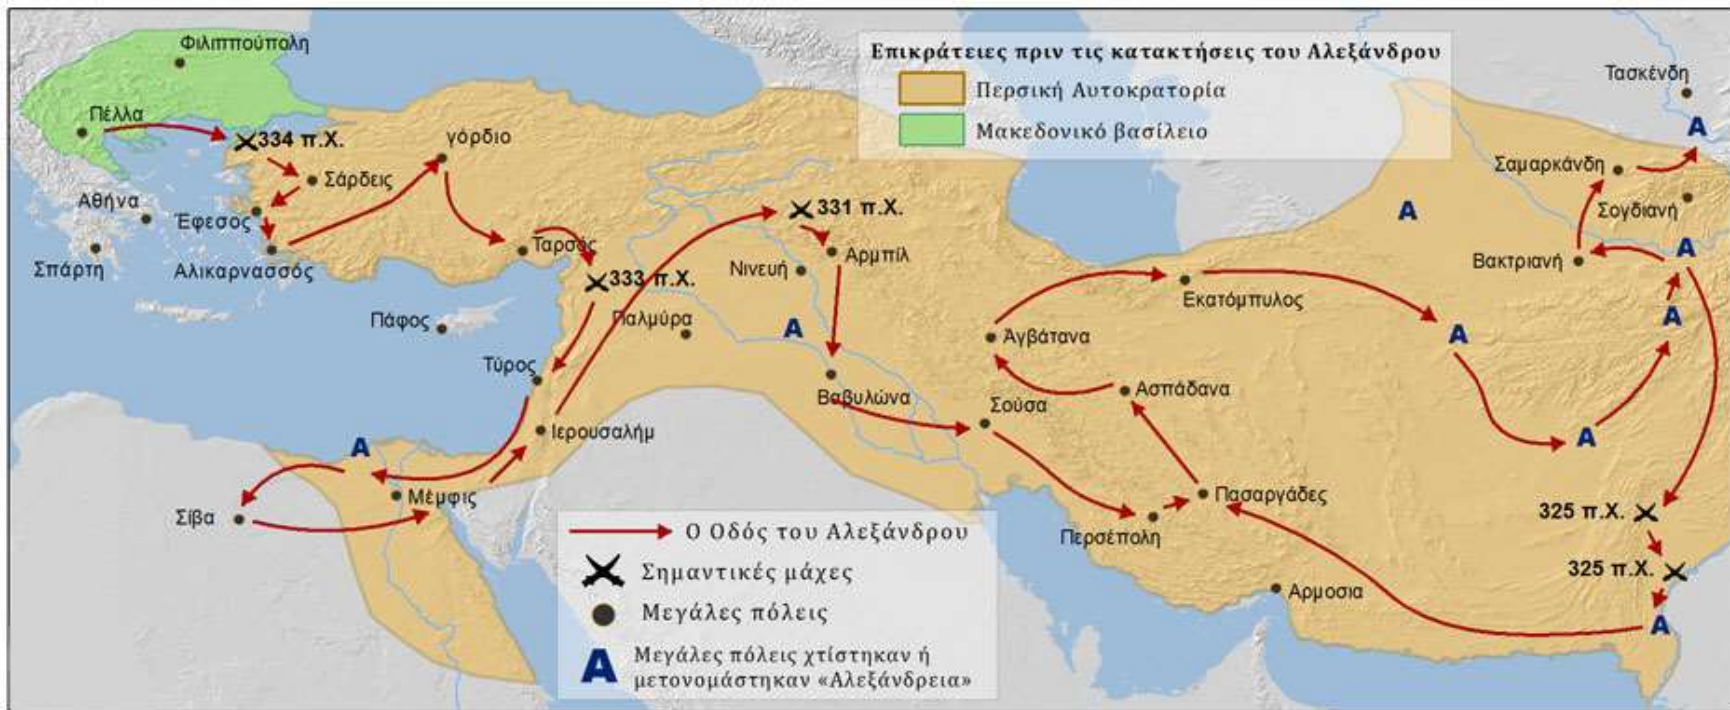 Φιλιππούπολη
Επικράτειες πριν τις κατακτήσεις του Αλεξάνδρου
Περσική Αυτοκρατορία
Μακεδονικό βασίλειο
Τασκένδη
Πέλλα
334 π.Χ.
γόρδιο
A
Σαμαρκάνδη
Σάρδεις
Αθήνα
Έφεσος
331 π.Χ.
A
Σογδιανή
Σπάρτη
Αλικαρνασσός
Ταρσός
Αρμπίλ
Νινευή
Βακτριανή
A
333 π.Χ.
Εκατόμπυλος
Πάφος
Παλμύρα
A
Άγβατανα
A
A
Τύρος
Βαβυλώνα
Ασπάδανα
Σούσα
Ιερουσαλήμ
A
A
Μέμφις
Πασαργάδες
Σίβα
Περσέπολη
325 π.Χ.
325 π.Χ.
Αρμοσια
A
Ο Οδός του Αλεξάνδρου
Σημαντικές μάχες
Μεγάλες πόλεις
A Μεγάλες πόλεις χτίστηκαν ή
μετονομάστηκαν «Αλεξάνδρεια»